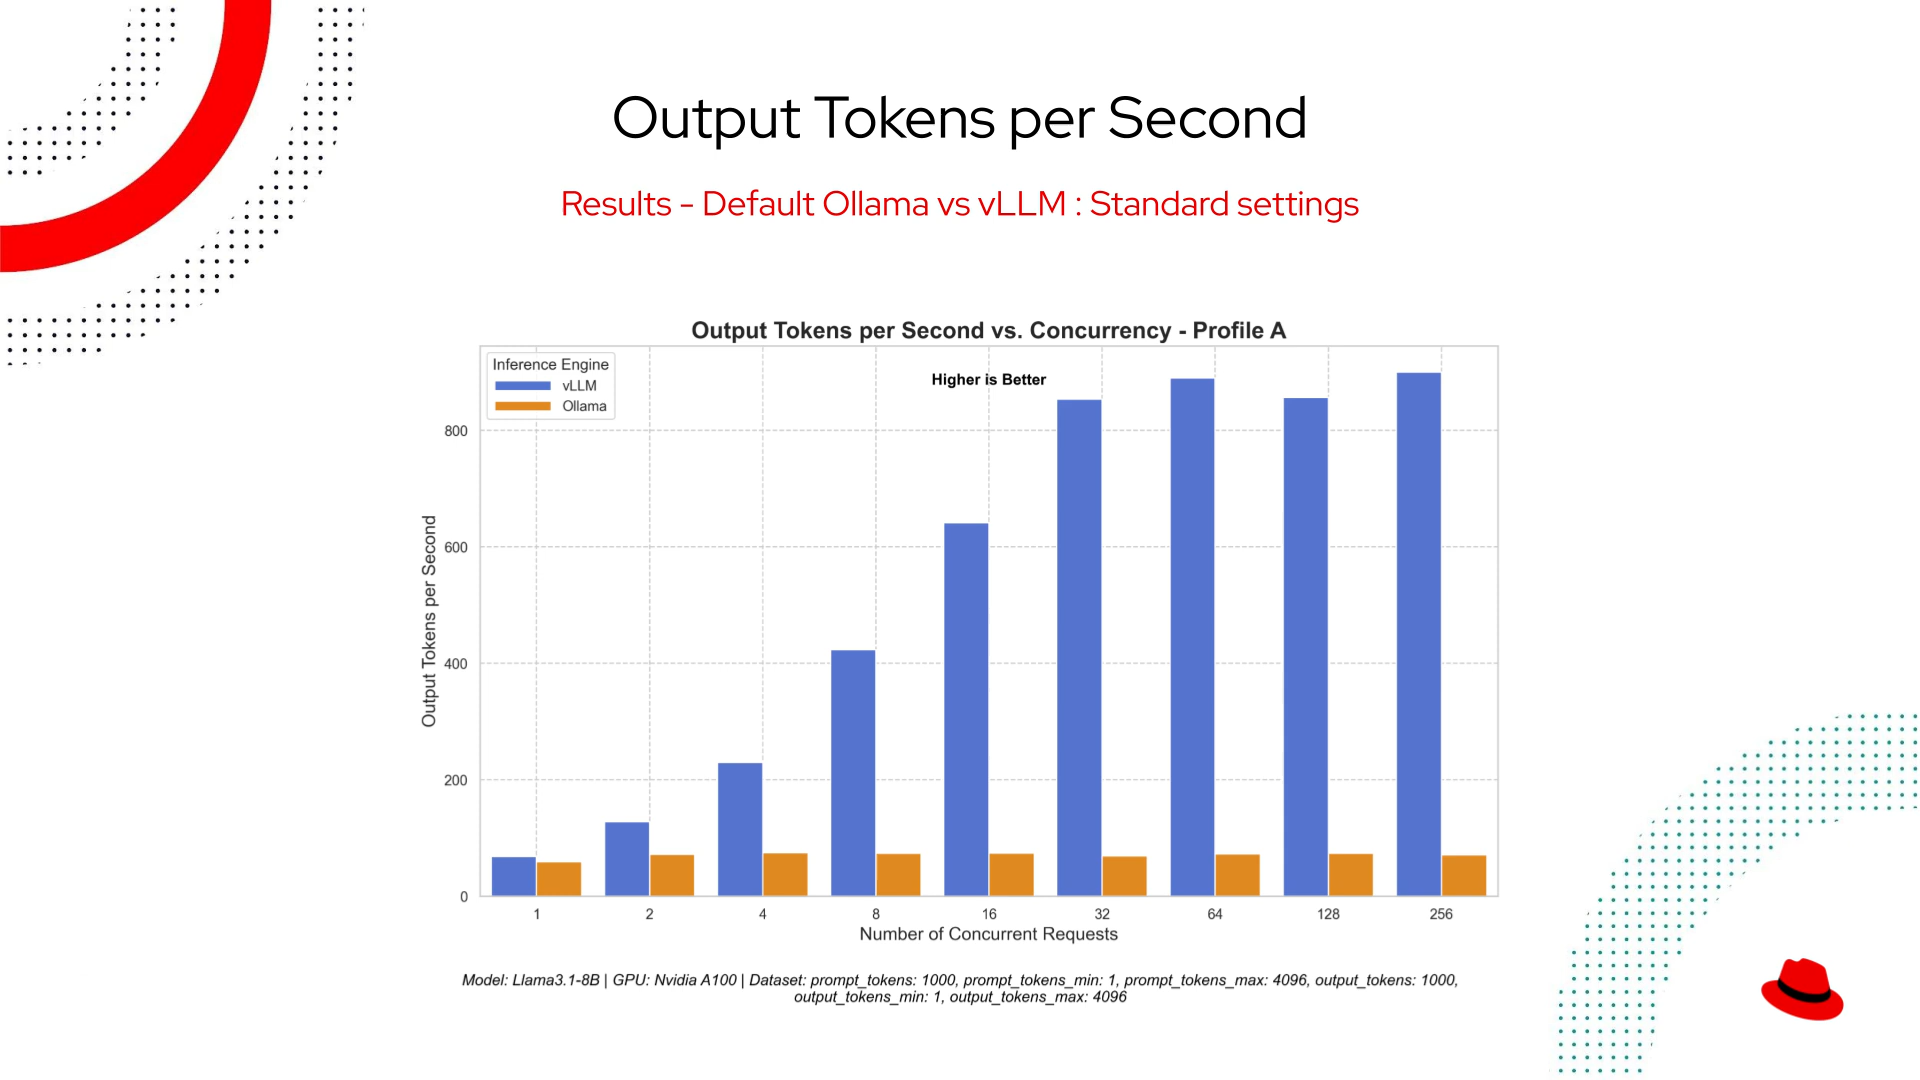 Output Tokens per Second
Results - Default Ollama vs vLLM : Standard settings
Output Tokens per Second vs. Concurrency - Profile A
Inference Engine
vLLM
Ollama
Higher is Better
Output Tokens per Second
800
600
400
200
0
1 2 4 8 16 32 64 128 256
Number of Concurrent Requests
Model: Llama3.1-8B | GPU: Nvidia A100 | Dataset: prompt_tokens: 1000, prompt_tokens_min: 1, prompt_tokens_max: 4096, output_tokens: 1000,
output_tokens_min: 1, output_tokens_max: 4096